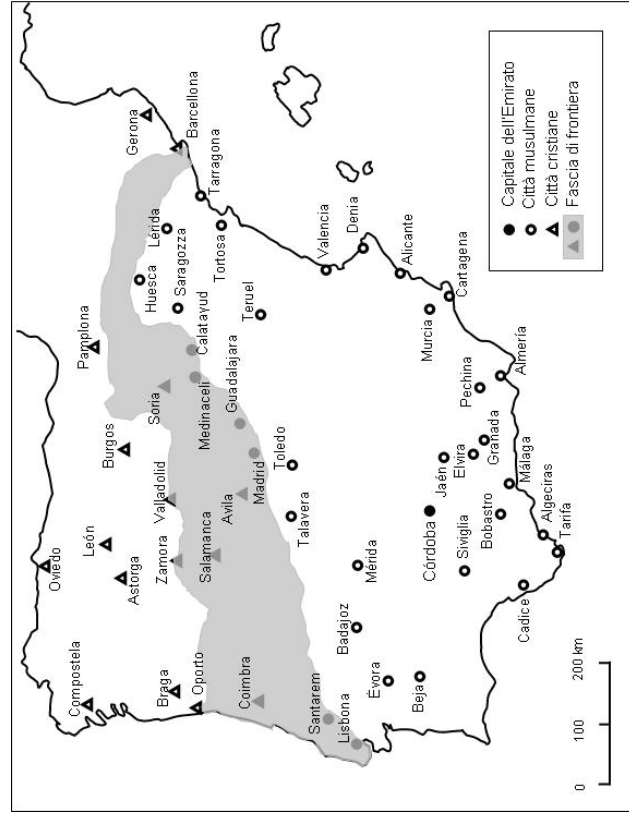 Oviedo
Compostela
León
Astorga
Burgos
Pamplona
Gerona
Barcellona
Braga
Oporto
Zamora
Valladolid
Soria
Huesca
Lérida
Saragozza
Tarragona
Salamanca
Medinaceli
Calatayud
Tortosa
Coimbra
Avila
Guadalajara
Madrid
Teruel
Talavera
Toledo
Santarem
Lisbona
Valencia
Denia
Mérida
Badajoz
Évora
Beja
Alicante
Murcia
Cartagena
Córdoba
Jaén
Siviglia
Elvira
Granada
Pechina
Almería
Bobastro
Málaga
Cadice
Algeciras
Tarifa
Capitale dell'Emirato
Città musulmane
Città cristiane
Fascia di frontiera
0 100 200 km